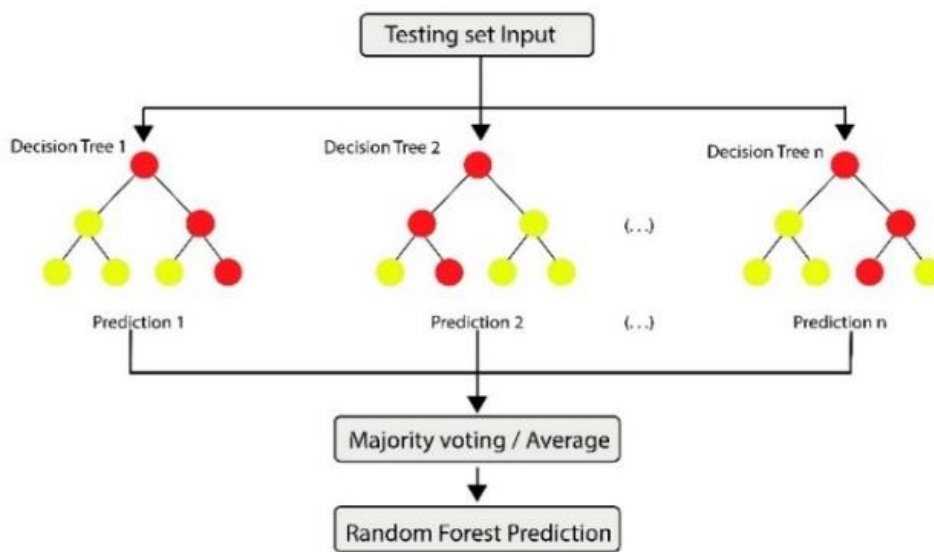 Testing set Input
Decision Tree 1
Decision Tree 2
Decision Tree n
(...)
Prediction 1
Prediction 2
(...)
Prediction n
Majority voting / Average
Random Forest Prediction